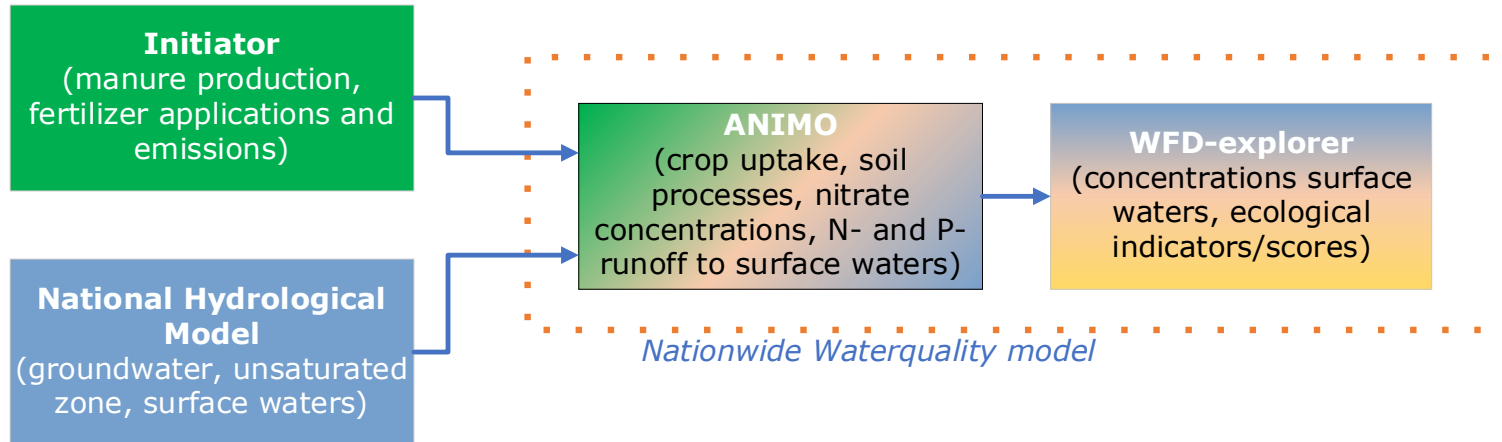 Initiator
(manure production,
fertilizer applications and
emissions)
National Hydrological
Model
(groundwater, unsaturated
zone, surface waters)
ANIMO
(crop uptake, soil
processes, nitrate
concentrations, N- and P-
runoff to surface waters)
WFD-explorer
(concentrations surface
waters, ecological
indicators/scores)
Nationwide Waterquality model